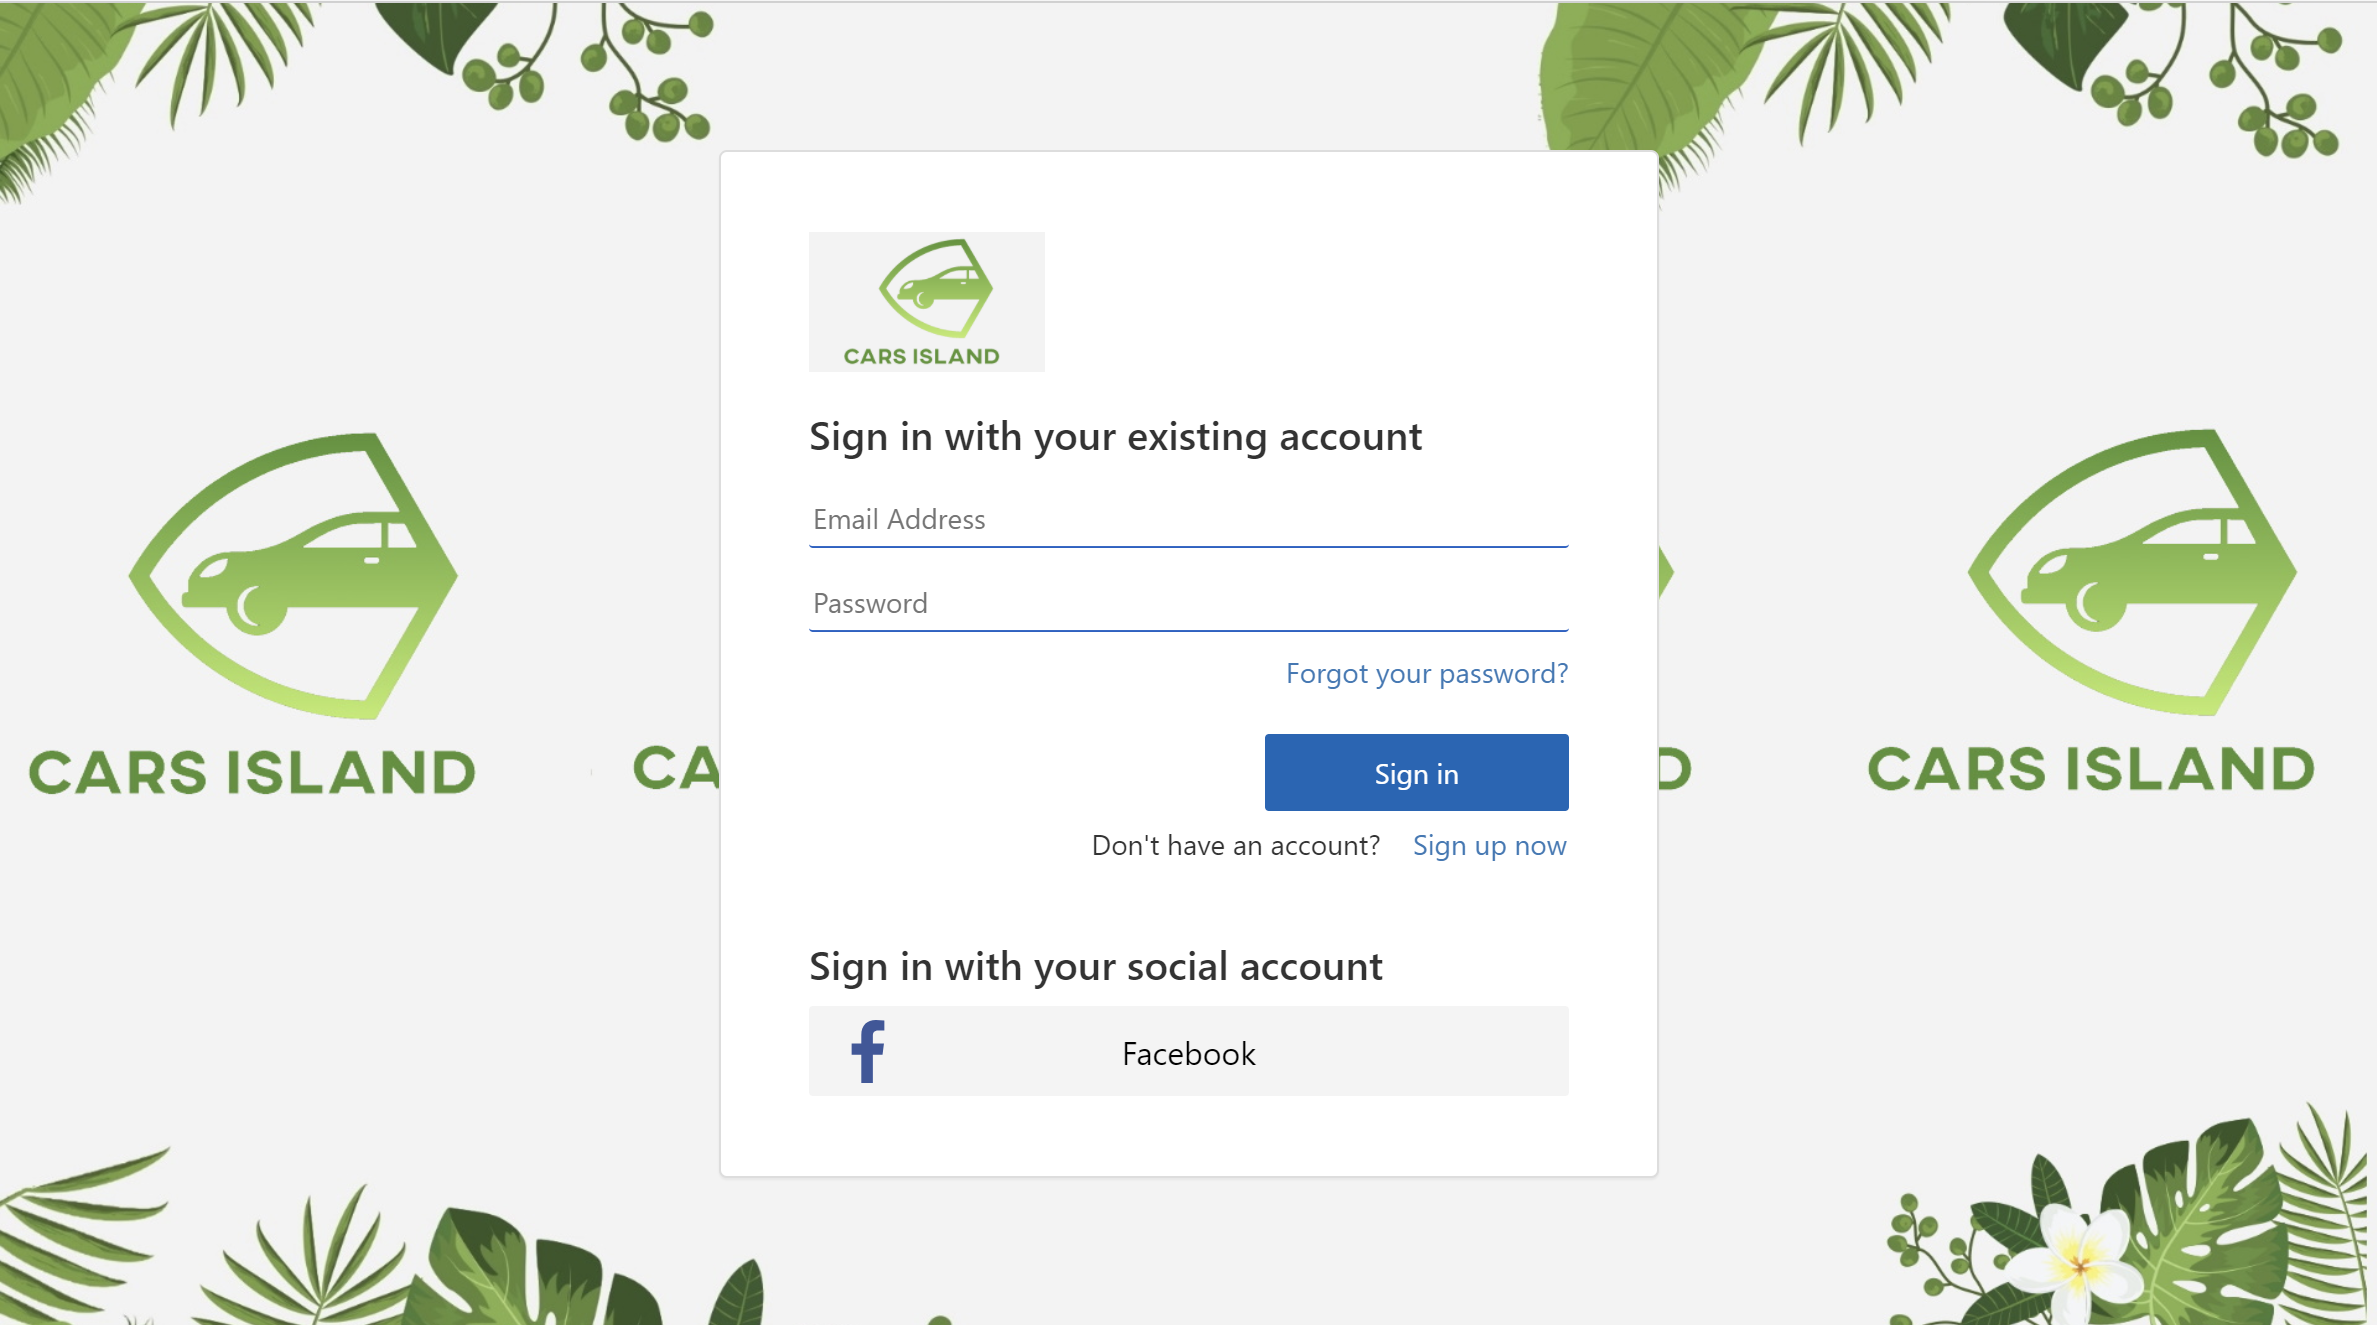 CARS ISLAND
Sign in with your existing account
Email Address
Password
Forgot your password?
Sign in
Don't have an account? Sign up now
Sign in with your social account
Facebook
CARS ISLAND
CA
D
CARS ISLAND